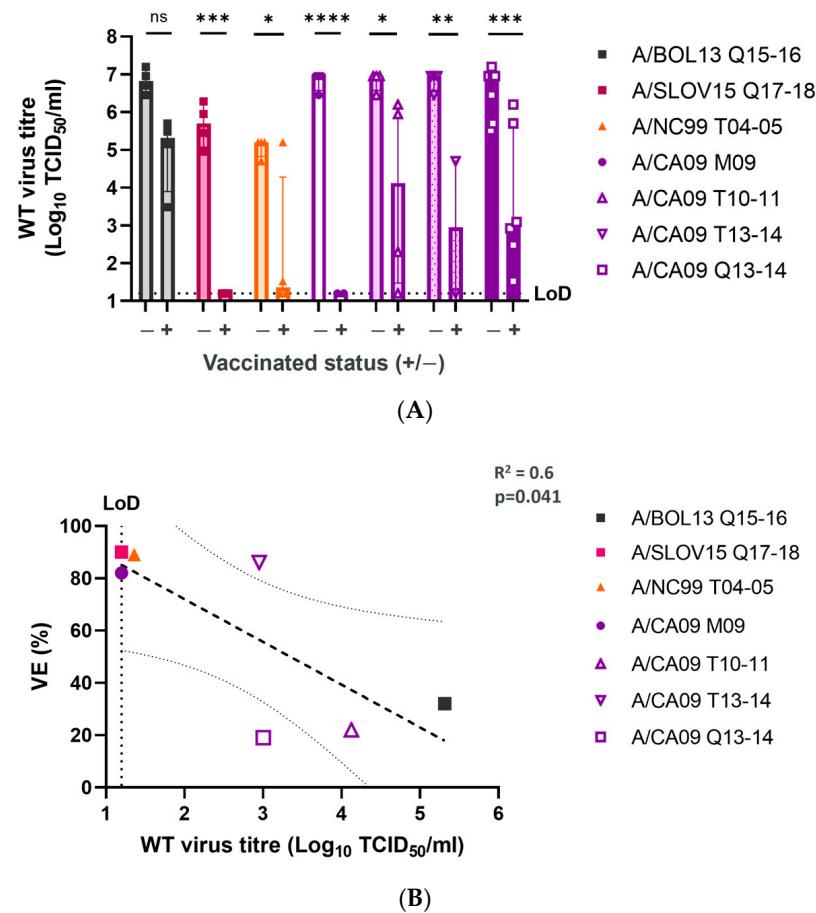 ns *** * **** * ** ***
WT virus titre
(Log₁₀ TCID₅₀/ml)
7
6
5
4
3
2
1
LoD
– + – + – + – + – + – + – +
Vaccinated status (+/–)
A/BOL13 Q15-16
A/SLOV15 Q17-18
A/NC99 T04-05
A/CA09 M09
A/CA09 T10-11
A/CA09 T13-14
A/CA09 Q13-14
(A)
R² = 0.6
p=0.041
LoD
VE (%)
100
80
60
40
20
0
1 2 3 4 5 6
WT virus titre (Log₁₀ TCID₅₀/ml)
A/BOL13 Q15-16
A/SLOV15 Q17-18
A/NC99 T04-05
A/CA09 M09
A/CA09 T10-11
A/CA09 T13-14
A/CA09 Q13-14
(B)